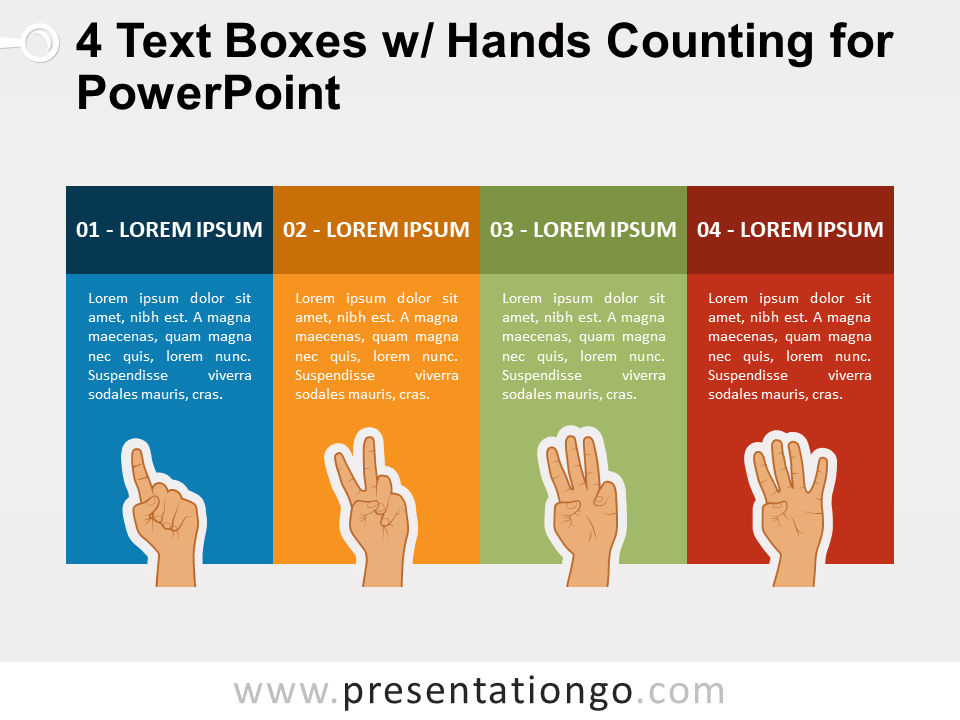 4 Text Boxes w/ Hands Counting for
PowerPoint
01 - LOREM IPSUM
02 - LOREM IPSUM
03 - LOREM IPSUM
04 - LOREM IPSUM
Lorem ipsum dolor sit
amet, nibh est. A magna
maecenas, quam magna
nec quis, lorem nunc.
Suspendisse viverra
sodales mauris, cras.
Lorem ipsum dolor sit
amet, nibh est. A magna
maecenas, quam magna
nec quis, lorem nunc.
Suspendisse viverra
sodales mauris, cras.
Lorem ipsum dolor sit
amet, nibh est. A magna
maecenas, quam magna
nec quis, lorem nunc.
Suspendisse viverra
sodales mauris, cras.
Lorem ipsum dolor sit
amet, nibh est. A magna
maecenas, quam magna
nec quis, lorem nunc.
Suspendisse viverra
sodales mauris, cras.
www.presentationgo.com